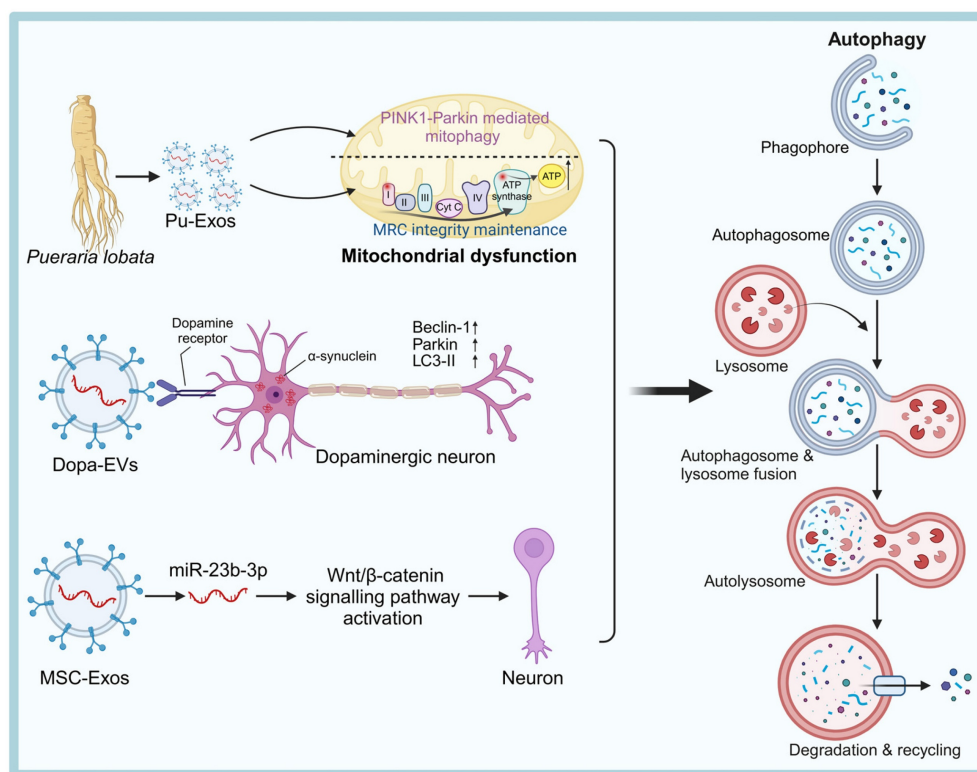 Pueraria lobata
Pu-Exos
PINK1-Parkin mediated
mitophagy
I
II
III
Cyt C
IV
ATP
synthase
ATP
MRC integrity maintenance
Mitochondrial dysfunction
Dopa-EVs
Dopamine
receptor
α-synuclein
Beclin-1↑
Parkin ↑
LC3-II ↑
Dopaminergic neuron
MSC-Exos
miR-23b-3p
Wnt/β-catenin
signalling pathway
activation
Neuron
Autophagy
Phagophore
Autophagosome
Lysosome
Autophagosome &
lysosome fusion
Autolysosome
Degradation & recycling